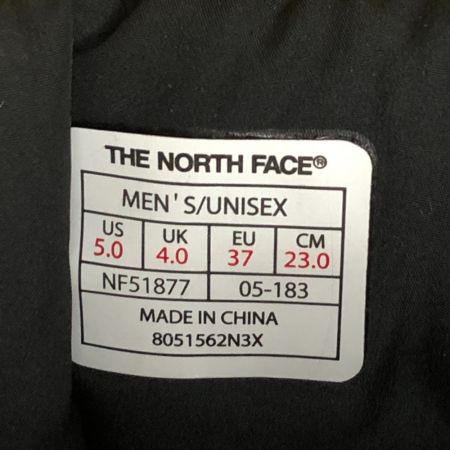 THE NORTH FACE®
MEN'S/UNISEX
US UK EU CM
5.0 4.0 37 23.0
NF51877 05-183
MADE IN CHINA
8051562N3X